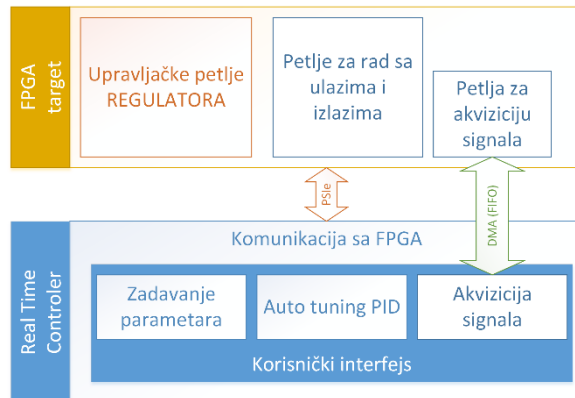 FPGA
target
Upravljačke petlje
REGULATORA
Petlje za rad sa
ulazima i
izlazima
Petlja za
akviziciju
signala
PSIe
DMA (FIFO)
Real Time
Controler
Komunikacija sa FPGA
Zadavanje
parametara
Auto tuning PID
Akvizicija
signala
Korisnički interfejs